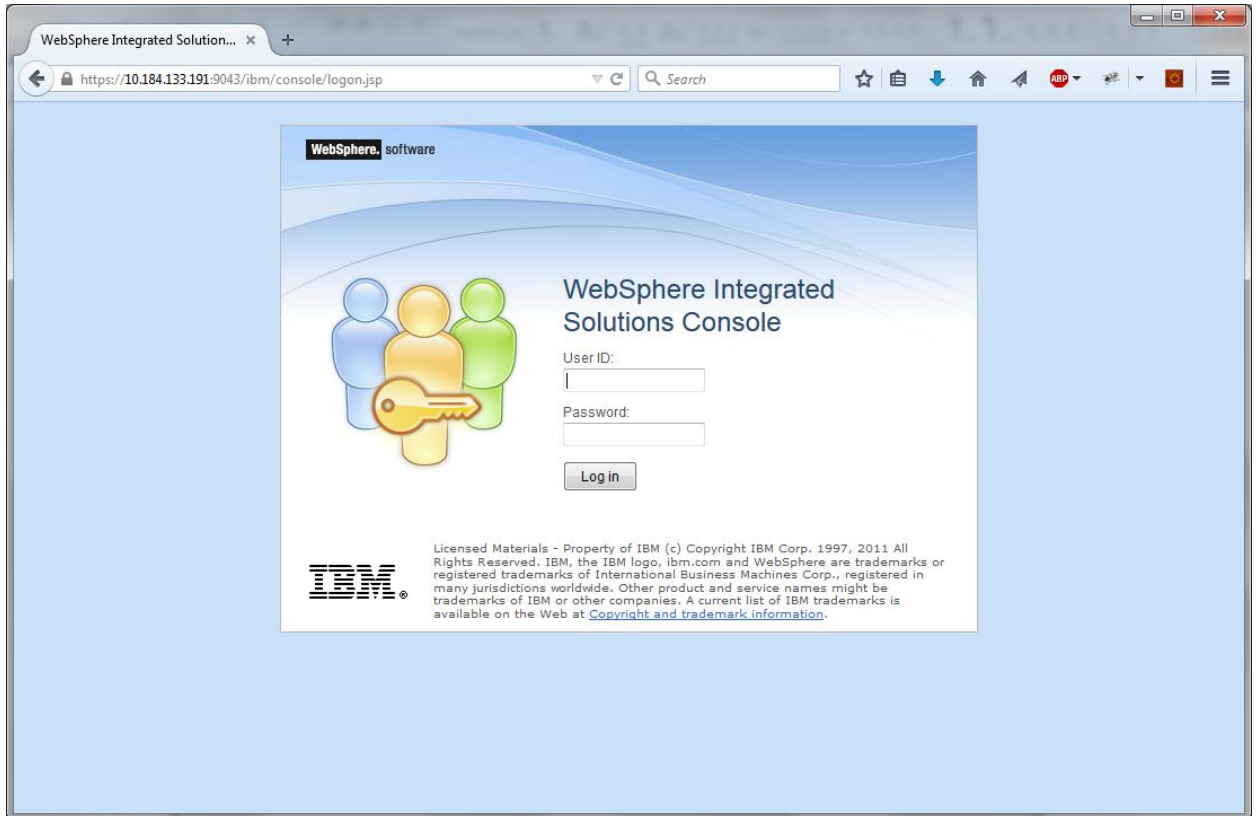 WebSphere Integrated Solution...
https://10.184.133.191:9043/ibm/console/logon.jsp
Search
ABP
WebSphere. software
WebSphere Integrated
Solutions Console
User ID:
Password:
Log in
Licensed Materials - Property of IBM (c) Copyright IBM Corp. 1997, 2011 All
Rights Reserved. IBM, the IBM logo, ibm.com and WebSphere are trademarks or
registered trademarks of International Business Machines Corp., registered in
many jurisdictions worldwide. Other product and service names might be
trademarks of IBM or other companies. A current list of IBM trademarks is
available on the Web at Copyright and trademark information.
IBM®